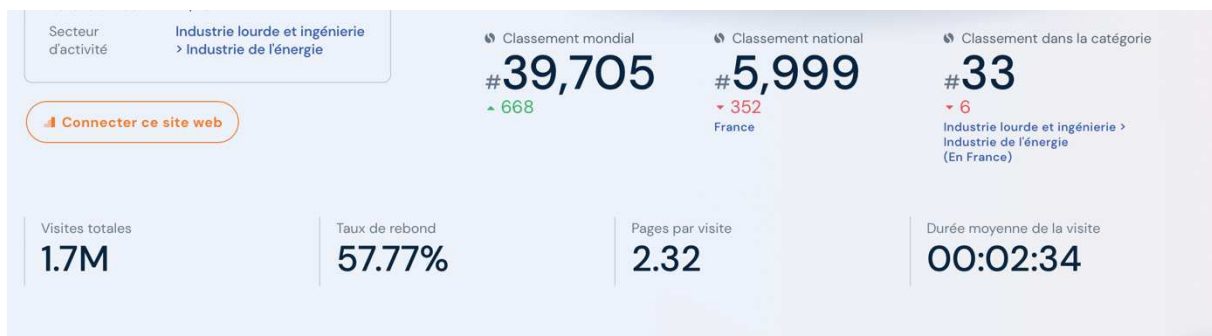 Secteur d'activité
Industrie lourde et ingénierie > Industrie de l'énergie
Connecter ce site web
Classement mondial
#39,705
668
Classement national
#5,999
352
France
Classement dans la catégorie
#33
6
Industrie lourde et ingénierie >
Industrie de l'énergie
(En France)
Visites totales
1.7M
Taux de rebond
57.77%
Pages par visite
2.32
Durée moyenne de la visite
00:02:34